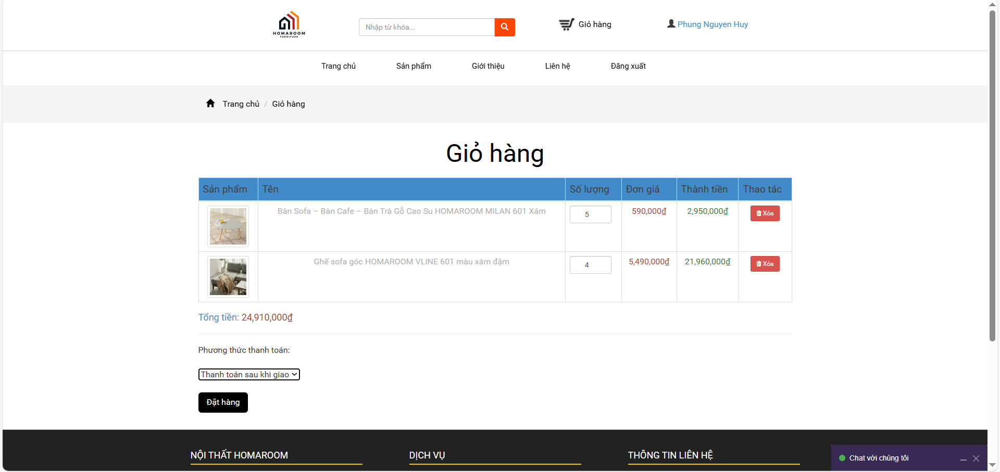 HOMAROOM
FURNITURE
Nhập từ khóa...
Giỏ hàng
Phung Nguyen Huy
Trang chủ
Sản phẩm
Giới thiệu
Liên hệ
Đăng xuất
Trang chủ / Giỏ hàng
Giỏ hàng
Sản phẩm Tên Số lượng Đơn giá Thành tiền Thao tác
Bàn Sofa – Bàn Cafe – Bàn Trà Gỗ Cao Su HOMAROOM MILAN 601 Xám 5 590,000₫ 2,950,000₫ Xóa
Ghế sofa góc HOMAROOM VLINE 601 màu xám đậm 4 5,490,000₫ 21,960,000₫ Xóa
Tổng tiền: 24,910,000₫
Phương thức thanh toán:
Thanh toán sau khi giao
Đặt hàng
NỘI THẤT HOMAROOM
DỊCH VỤ
THÔNG TIN LIÊN HỆ
Chat với chúng tôi